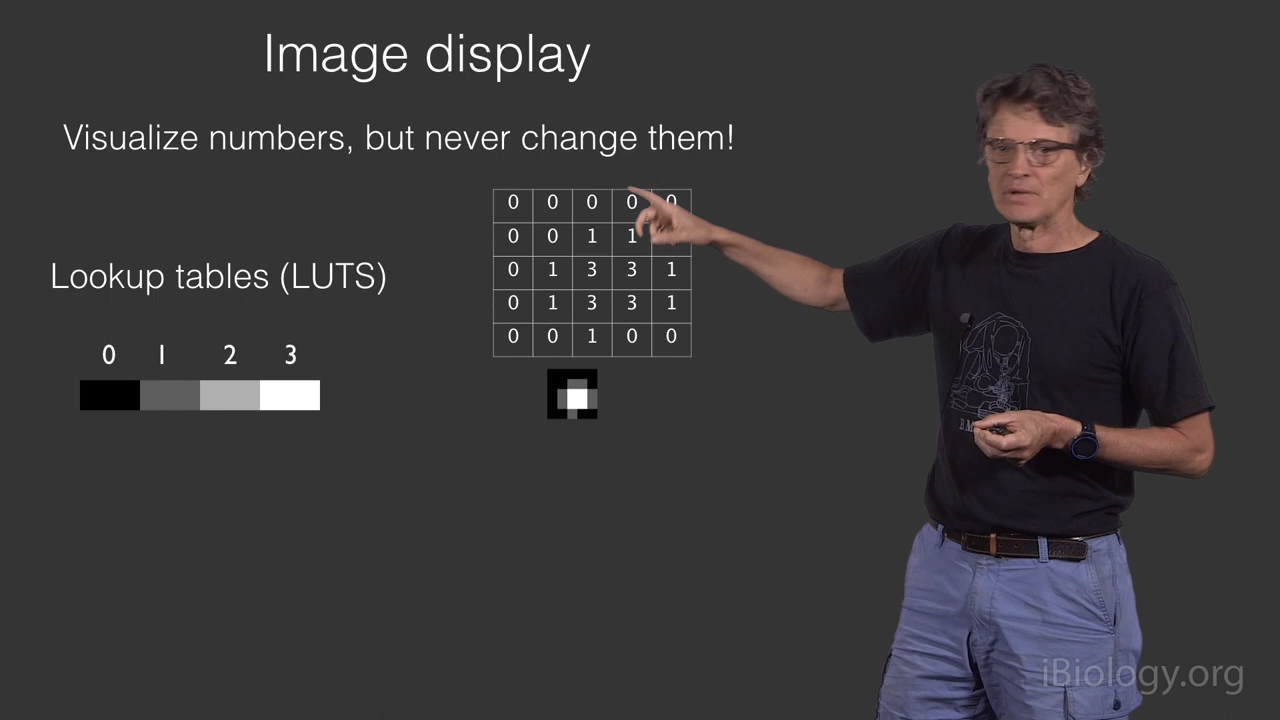 Image display
Visualize numbers, but never change them!
0 0 0 0 0
0 0 1 1
Lookup tables (LUTS)
0 1 3 3 1
0 1 3 3 1
0 0 1 0 0
0 1 2 3
iBiology.org